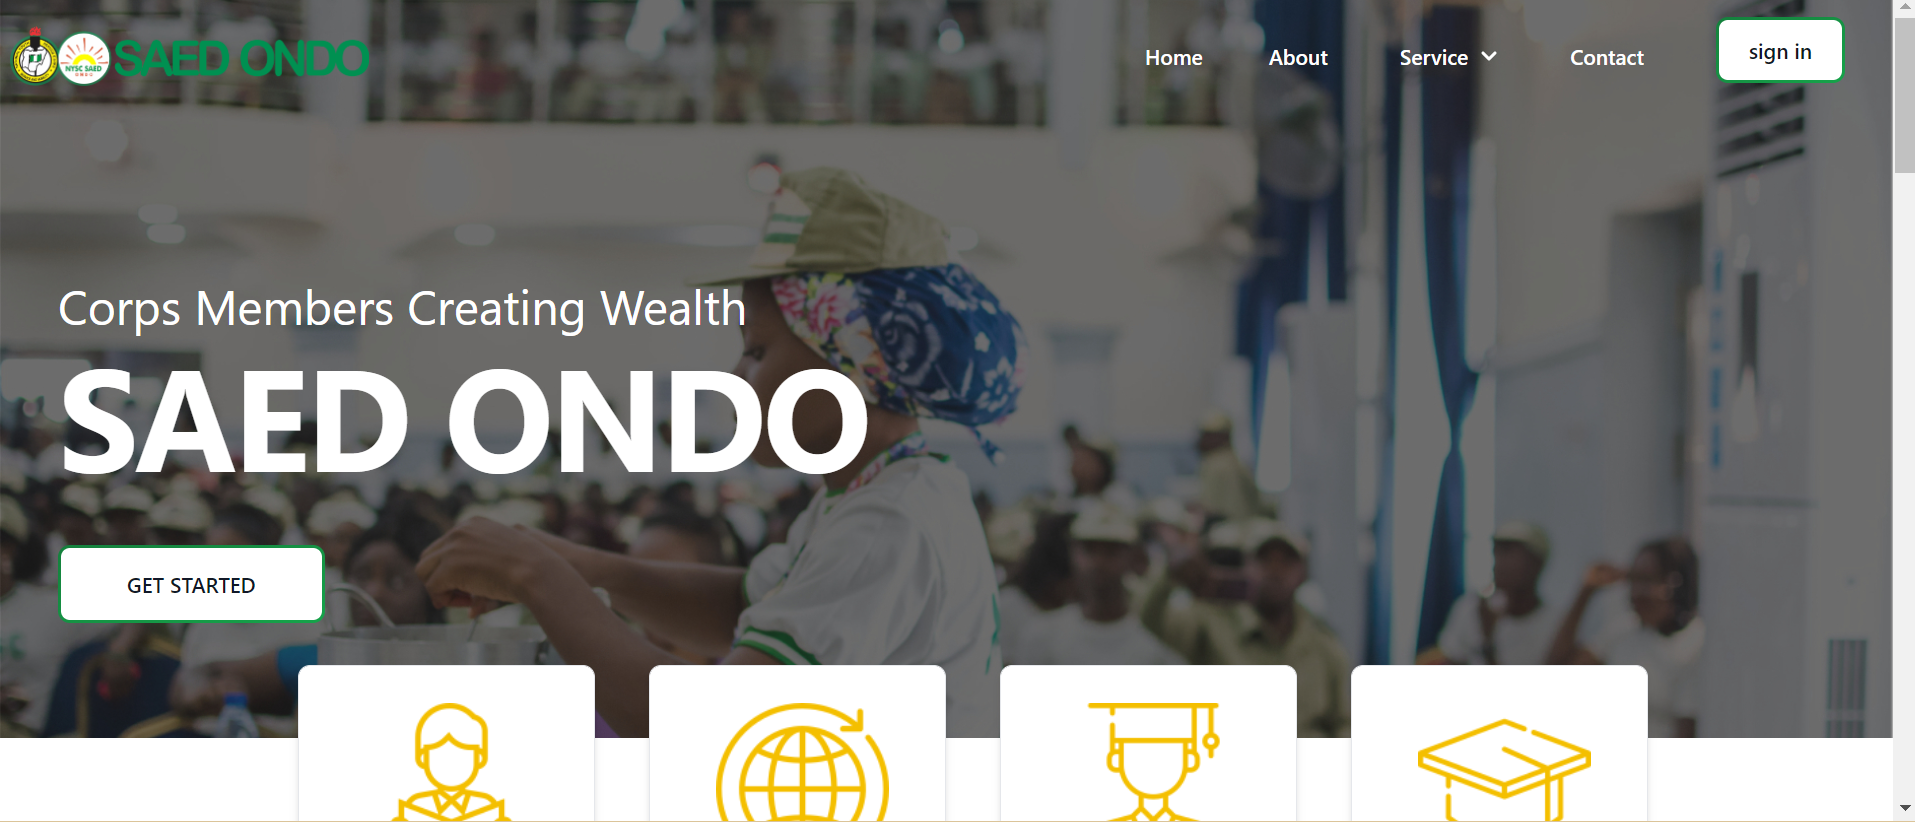 NYSC SAED
SAED ONDO
Home
About
Service
Contact
sign in
Corps Members Creating Wealth
SAED ONDO
GET STARTED